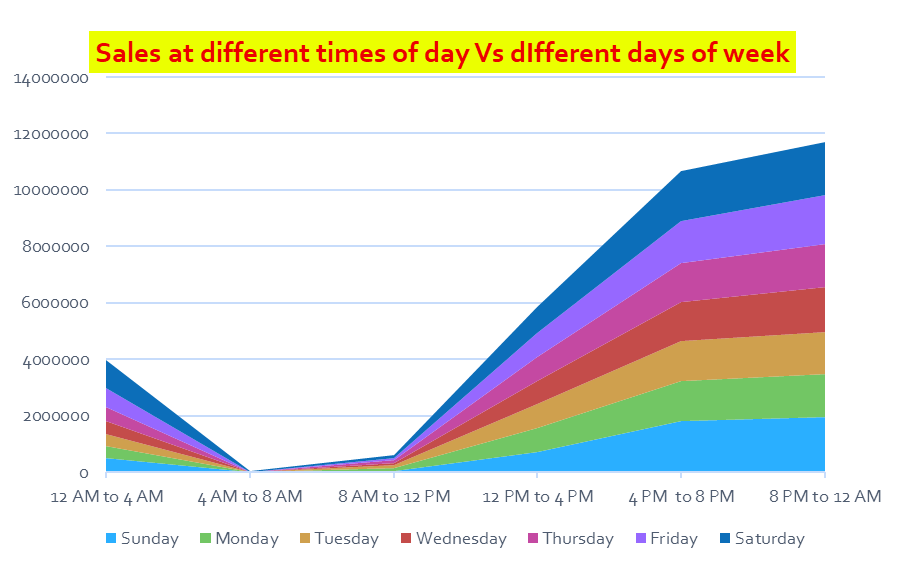 Sales at different times of day Vs dIfferent days of week
14000000
12000000
10000000
8000000
6000000
4000000
2000000
0
12 AM to 4 AM 4 AM to 8 AM 8 AM to 12 PM 12 PM to 4 PM 4 PM to 8 PM 8 PM to 12 AM
Sunday Monday Tuesday Wednesday Thursday Friday Saturday